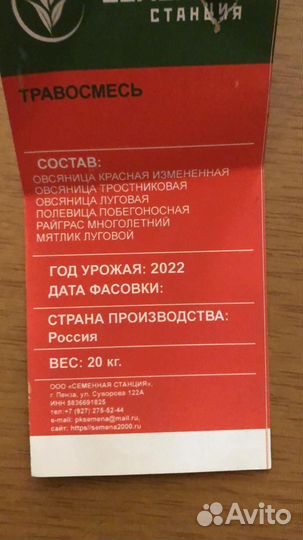 СТАНЦИЯ
ТРАВОСМЕСЬ
СОСТАВ:
ОВСЯНИЦА КРАСНАЯ ИЗМЕНЕННАЯ
ОВСЯНИЦА ТРОСТНИКОВАЯ
ОВСЯНИЦА ЛУГОВАЯ
ПОЛЕВИЦА ПОБЕГОНОСНАЯ
РАЙГРАС МНОГОЛЕТНИЙ
МЯТЛИК ЛУГОВОЙ
ГОД УРОЖАЯ: 2022
ДАТА ФАСОВКИ:
СТРАНА ПРОИЗВОДСТВА:
Россия
ВЕС: 20 кг.
ООО «СЕМЕННАЯ СТАНЦИЯ»,
г. Пенза, ул. Суворова 122А
ИНН 5836691825
тел:+7 (927) 275-52-44
e-mail: pksemena@mail.ru,
сайт: https//semena2000.ru
Avito